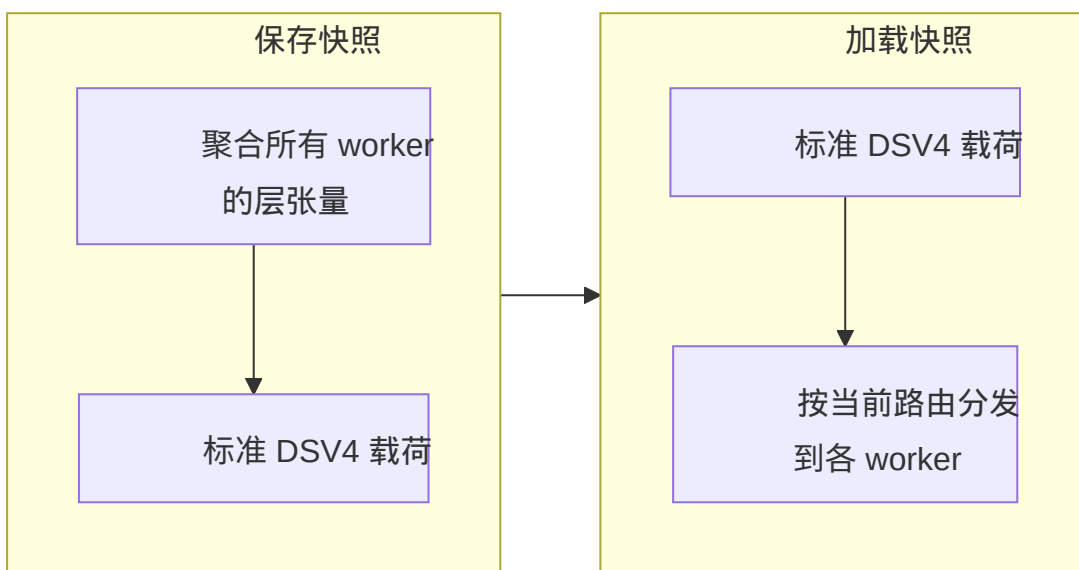 保存快照
聚合所有 worker
的层张量
标准 DSV4 载荷
加载快照
标准 DSV4 载荷
按当前路由分发
到各 worker